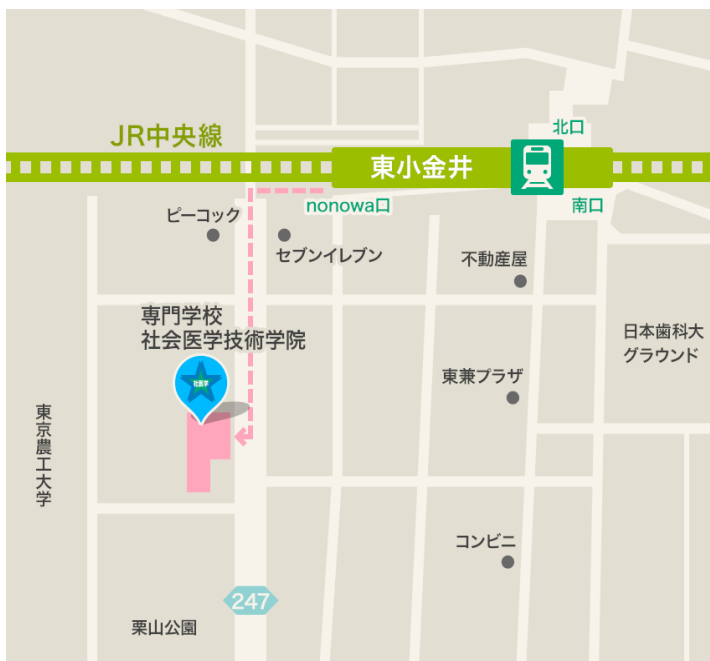 JR中央線
北口
東小金井
nonowa口
南口
ピーコック
セブンイレブン
不動産屋
専門学校
社会医学技術学院
社医学
日本歯科大
グラウンド
東兼プラザ
東京農工大学
コンビニ
247
栗山公園